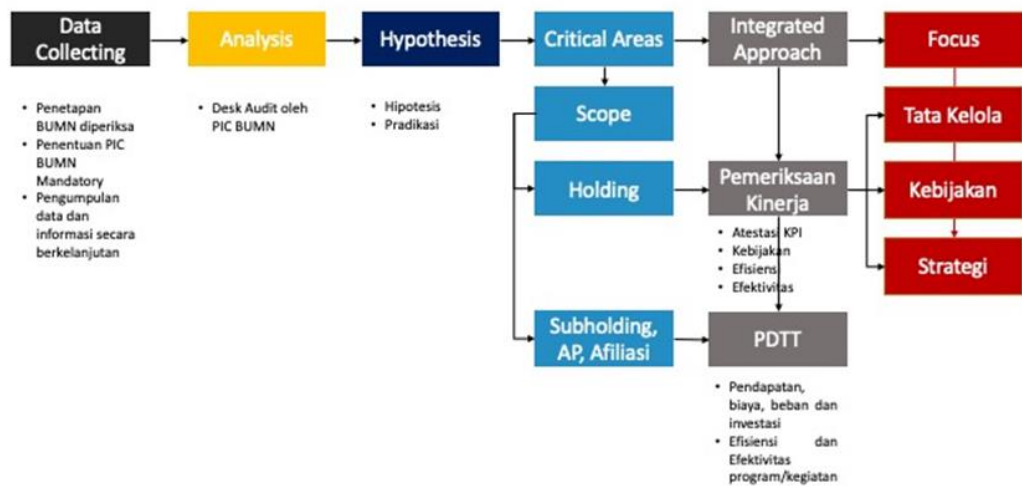 Data
Collecting
Analysis
Hypothesis
Critical Areas
Integrated
Approach
Focus
• Penetapan
BUMN diperiksa
• Penentuan PIC
BUMN
Mandatory
• Pengumpulan
data dan
informasi secara
berkelanjutan
• Desk Audit oleh
PIC BUMN
• Hipotesis
• Pradikasi
Scope
Holding
Subholding,
AP, Afiliasi
Pemeriksaan
Kinerja
• Atestasi KPI
• Kebijakan
• Efisiens
• Efektivitas
PDTT
• Pendapatan,
biaya, beban dan
investasi
• Efisiensi dan
Efektivitas
program/kegiatan
Tata Kelola
Kebijakan
Strategi